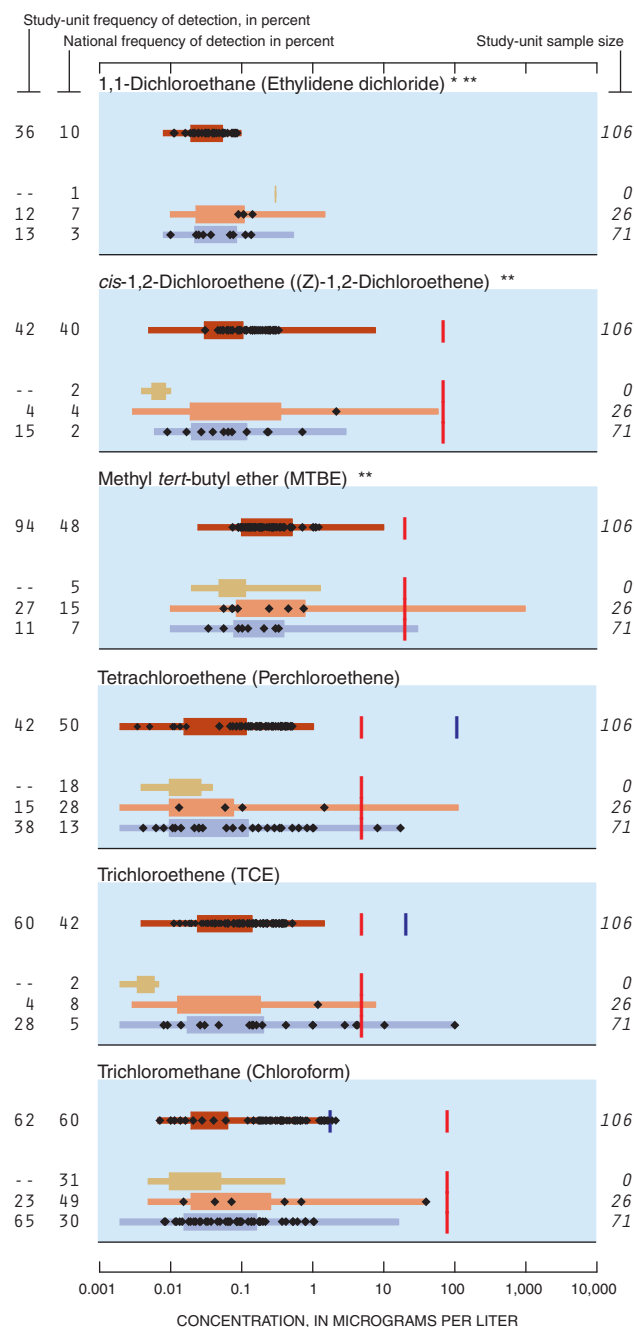 Study-unit frequency of detection, in percent
National frequency of detection in percent
Study-unit sample size
1,1-Dichloroethane (Ethylidene dichloride) * **
36 10 106
-- 1 0
12 7 26
13 3 71
cis-1,2-Dichloroethene ((Z)-1,2-Dichloroethene) **
42 40 106
-- 2 0
4 4 26
15 2 71
Methyl tert-butyl ether (MTBE) **
94 48 106
-- 5 0
27 15 26
11 7 71
Tetrachloroethene (Perchloroethene)
42 50 106
-- 18 0
15 28 26
38 13 71
Trichloroethene (TCE)
60 42 106
-- 2 0
4 8 26
28 5 71
Trichloromethane (Chloroform)
62 60 106
-- 31 0
23 49 26
65 30 71
0.001 0.01 0.1 1 10 100 1,000 10,000
CONCENTRATION, IN MICROGRAMS PER LITER